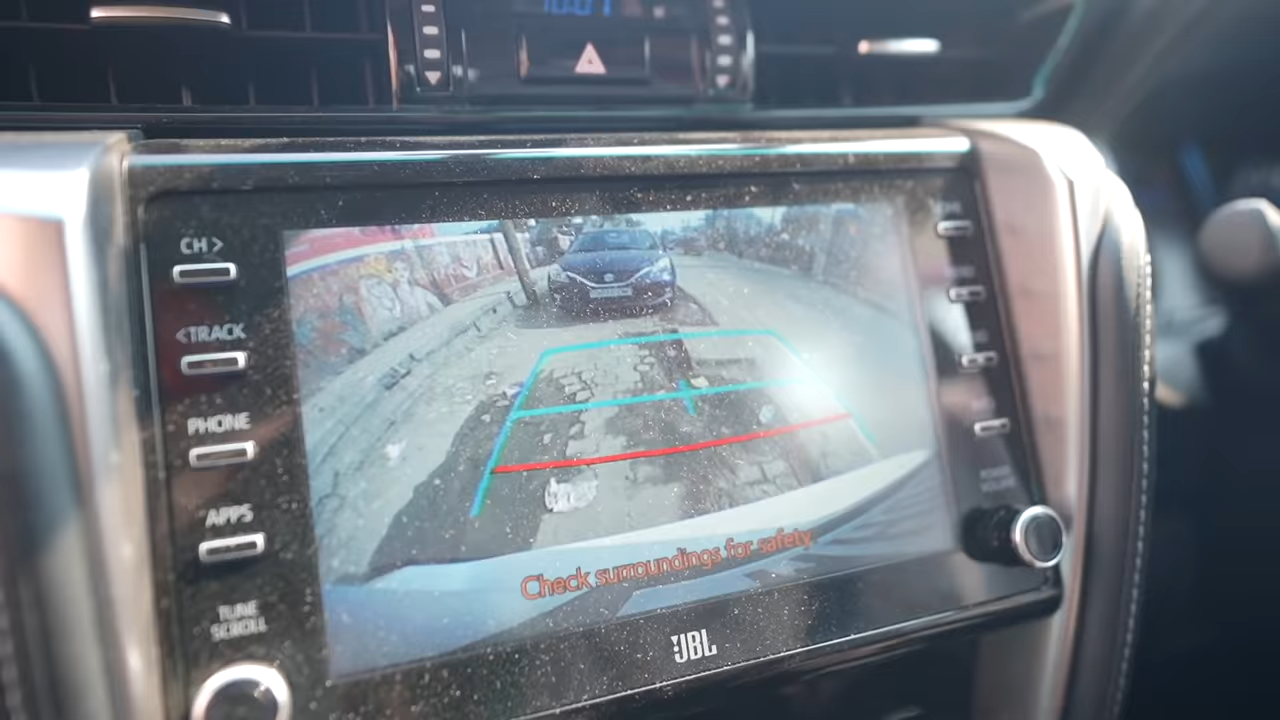 CH >
< TRACK
PHONE
APPS
TUNE
SCROLL
Check surroundings for safety
JBL